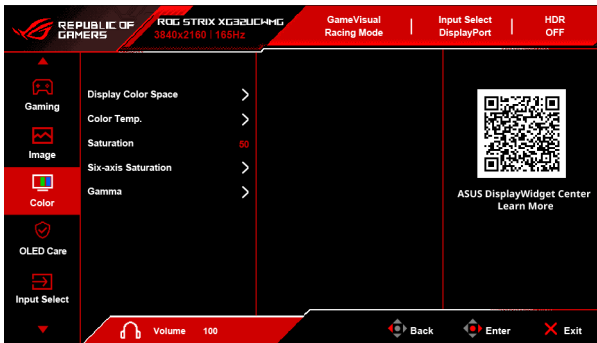 REPUBLIC OF
GAMERS
ROG STRIX XG32UCWMG
3840x2160 | 165Hz
GameVisual
Racing Mode
Input Select
DisplayPort
HDR
OFF
Gaming
Image
Color
OLED Care
Input Select
Display Color Space
Color Temp.
Saturation 50
Six-axis Saturation
Gamma
ASUS DisplayWidget Center
Learn More
Volume 100
Back
Enter
Exit